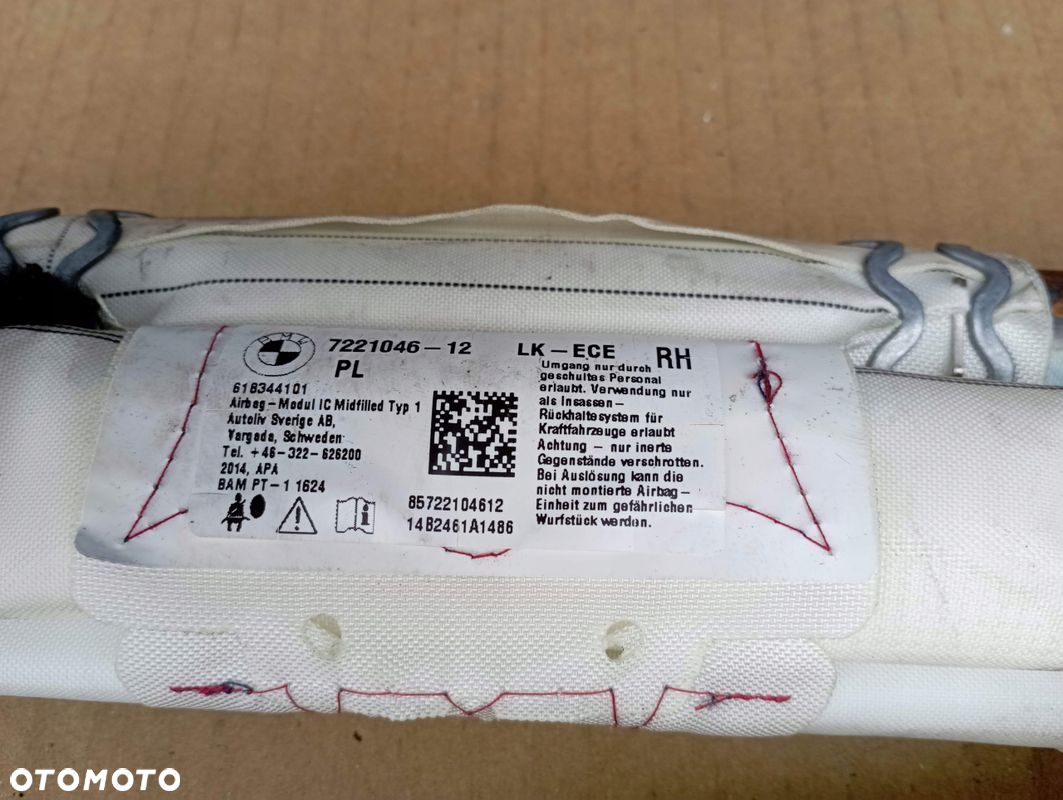 BMW
7221046-12 LK-ECE RH
PL
618344101
Airbag-Modul IC Midfilled Typ 1
Autoliv Sverige AB,
Vargada, Schweden
Tel. +46-322-626200
2014, APA
BAM PT-1 1624
85722104612
14B2461A1486
Umgang nur durch
geschultes Personal
erlaubt. Verwendung nur
als Insassen-
Rückhaltesystem für
Kraftfahrzeuge erlaubt
Achtung - nur inerte
Gegenstände verschrotten.
Bei Auslösung kann die
nicht montierte Airbag-
Einheit zum gefährlichen
Wurfstück werden.
OTOMOTO